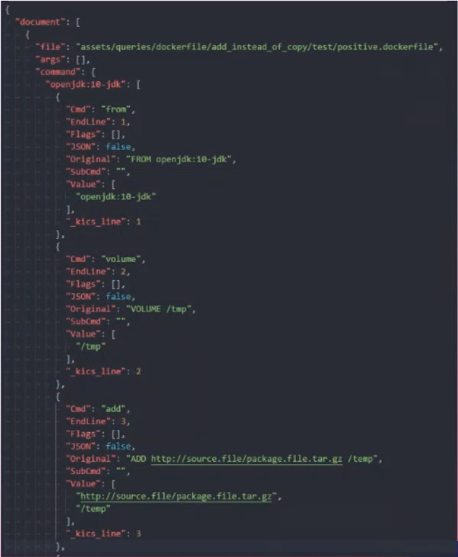 {
"document": [
{
"file": "assets/queries/dockerfile/add_instead_of_copy/test/positive.dockerfile",
"args": [],
"command": {
"openjdk:10-jdk": [
{
"Cmd": "from",
"EndLine": 1,
"Flags": [],
"JSON": false,
"Original": "FROM openjdk:10-jdk",
"SubCmd": "",
"Value": [
"openjdk:10-jdk"
],
"_kics_line": 1
},
{
"Cmd": "volume",
"EndLine": 2,
"Flags": [],
"JSON": false,
"Original": "VOLUME /tmp",
"SubCmd": "",
"Value": [
"/tmp"
],
"_kics_line": 2
},
{
"Cmd": "add",
"EndLine": 3,
"Flags": [],
"JSON": false,
"Original": "ADD http://source.file/package.file.tar.gz /temp",
"SubCmd": "",
"Value": [
"http://source.file/package.file.tar.gz",
"/temp"
],
"_kics_line": 3
},